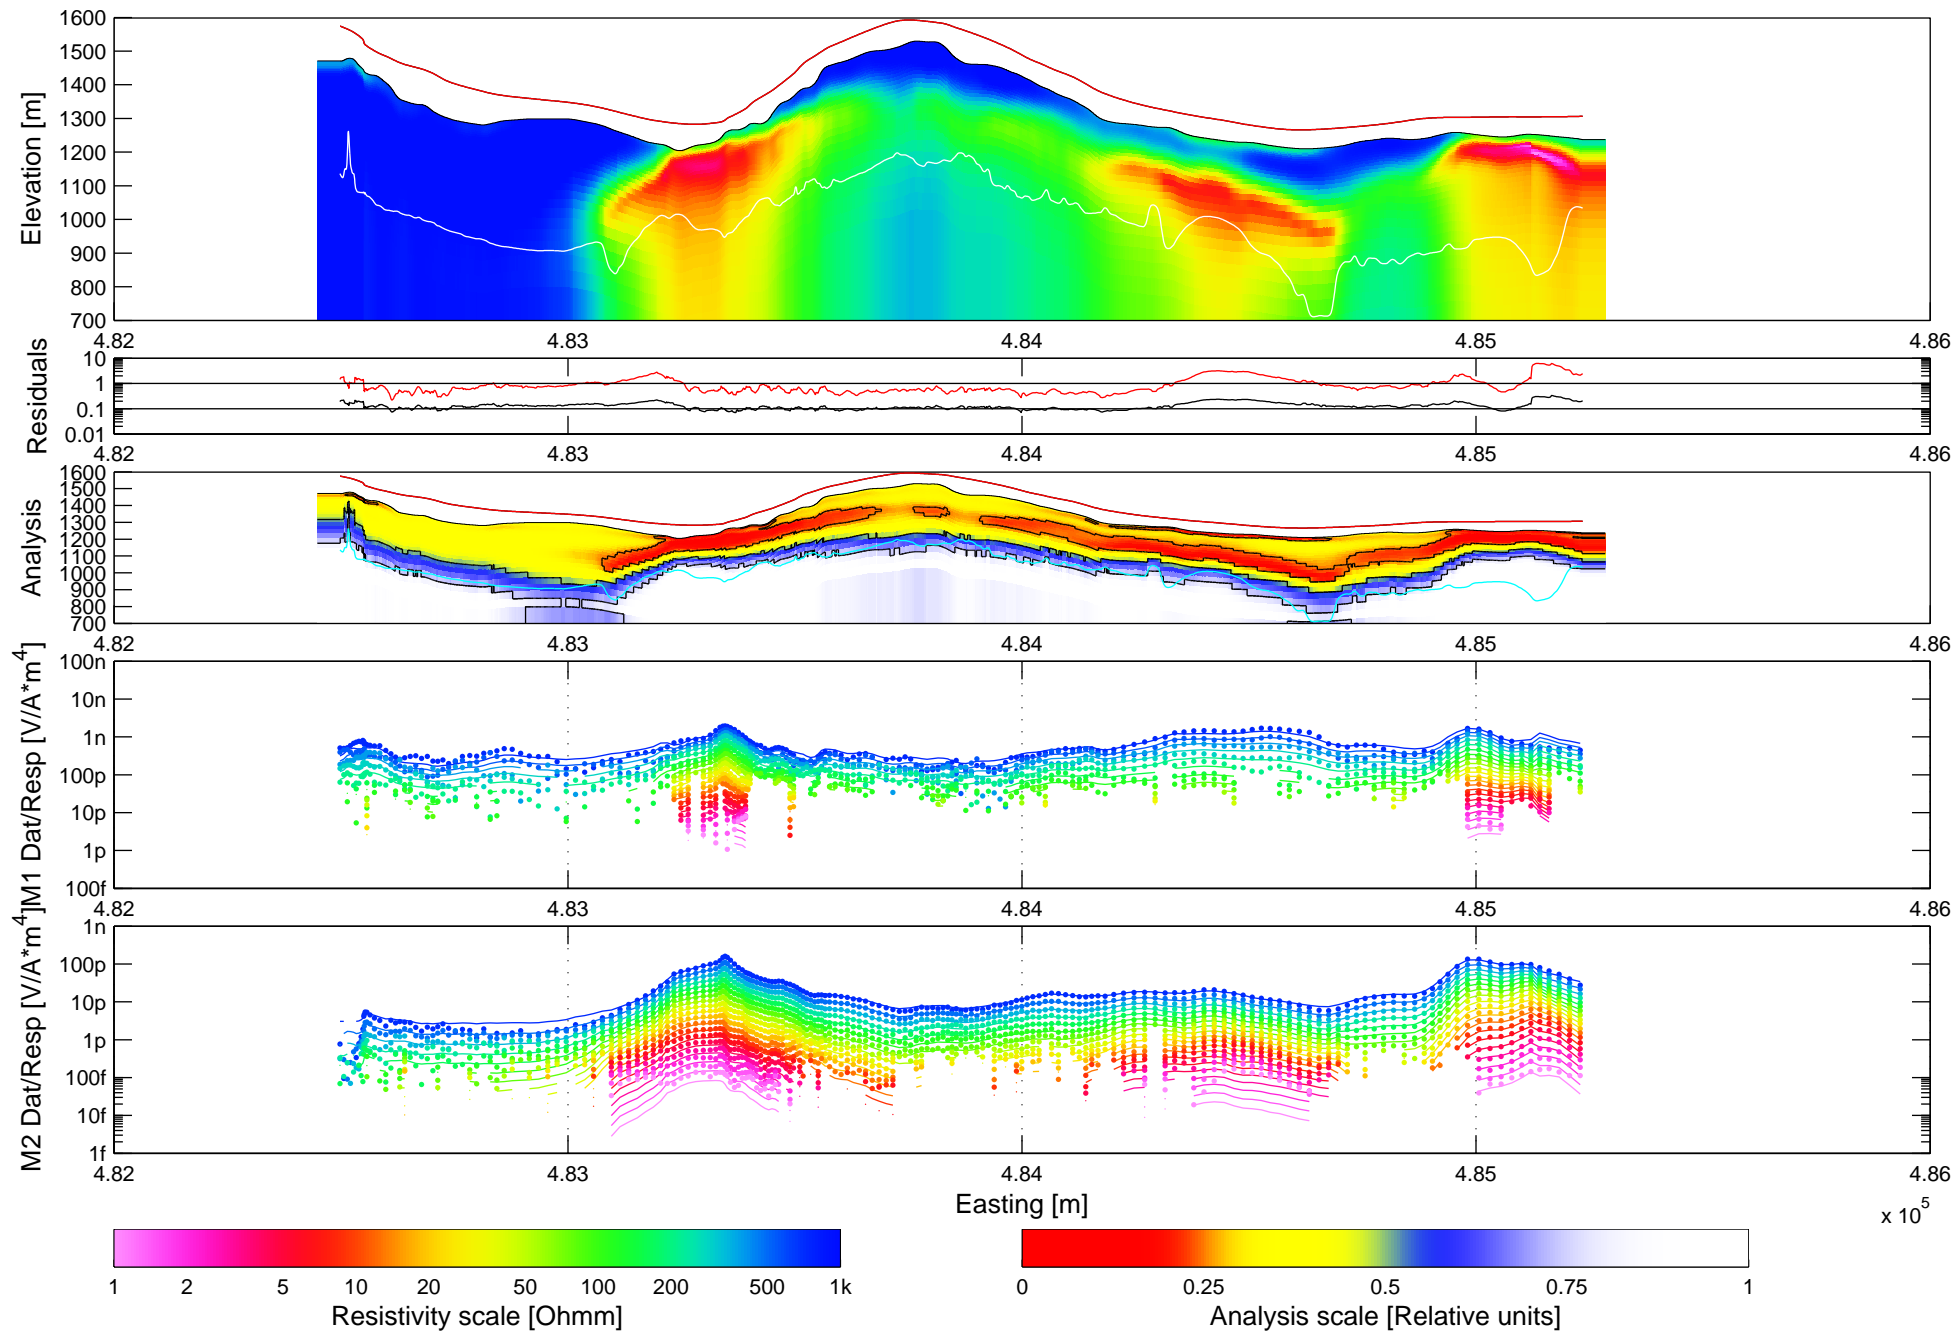 1600
1500
1400
1300
1200
1100
1000
900
800
700
Elevation [m]
4.82 4.83 4.84 4.85 4.86
10
1
0.1
0.01
Residuals
4.82 4.83 4.84 4.85 4.86
1600
1500
1400
1300
1200
1100
1000
900
800
700
Analysis
4.82 4.83 4.84 4.85 4.86
100n
10n
1n
100p
10p
1p
100f
M1 Dat/Resp [V/A*m^4]
4.82 4.83 4.84 4.85 4.86
1n
100p
10p
1p
100f
10f
1f
M2 Dat/Resp [V/A*m^4]
4.82 4.83 4.84 4.85 4.86
Easting [m]
x 10^5
1 2 5 10 20 50 100 200 500 1k
Resistivity scale [Ohmm]
0 0.25 0.5 0.75 1
Analysis scale [Relative units]